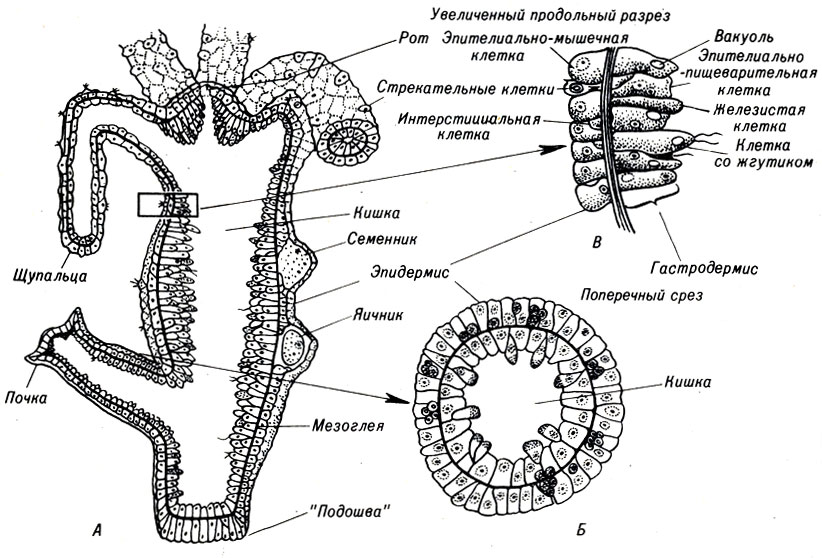 Увеличенный продольный разрез
Рот
Эпителиально-мышечная
клетка
Вакуоль
Эпителиально
-пищеварительная
клетка
Стрекательные клетки
Интерстициальная
клетка
Железистая
клетка
Клетка
со жгутиком
Кишка
Семенник
В
Гастродермис
Щупальца
Эпидермис
Поперечный срез
Яичник
Почка
Кишка
Мезоглея
"Подошва"
А
Б